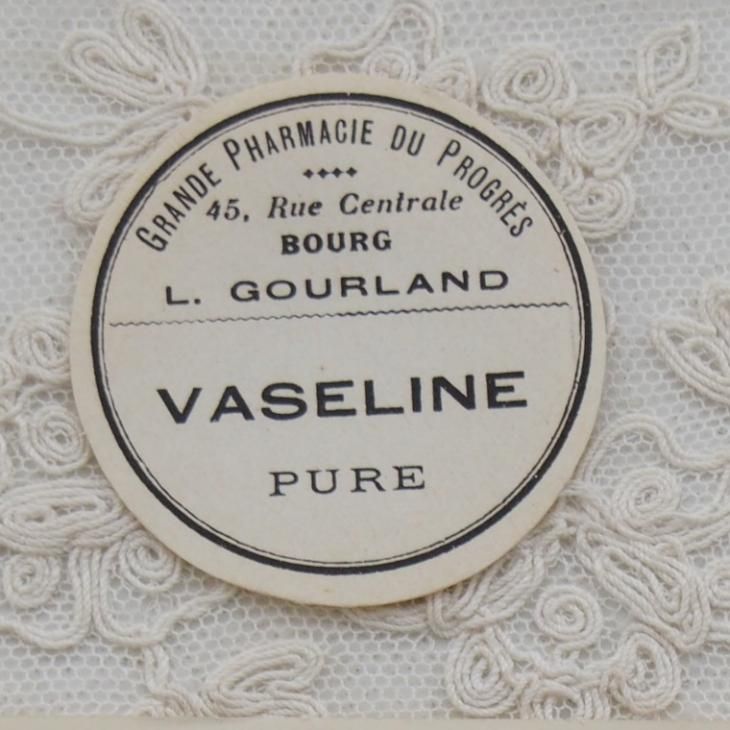 GRANDE PHARMACIE DU PROGRÈS
45, Rue Centrale
BOURG
L. GOURLAND
VASELINE
PURE